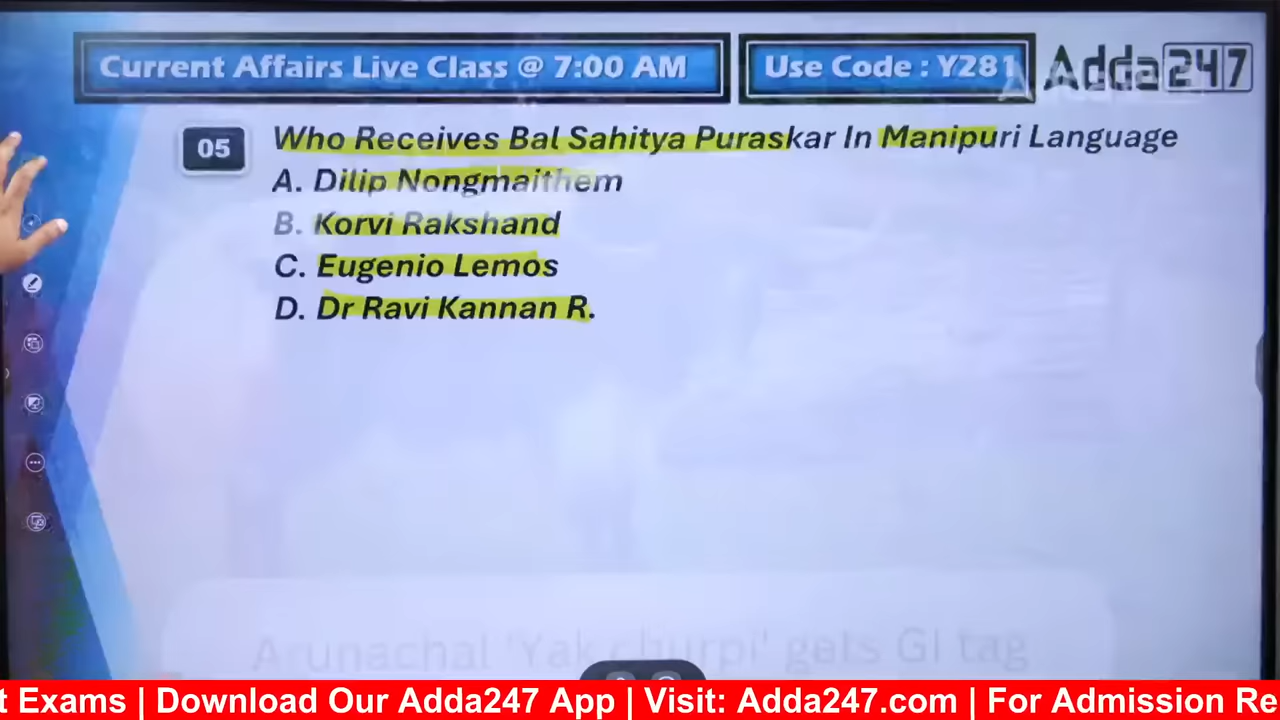 Current Affairs Live Class @ 7:00 AM
Use Code : Y281
Adda247
05
Who Receives Bal Sahitya Puraskar In Manipuri Language
A. Dilip Nongmaithem
B. Korvi Rakshand
C. Eugenio Lemos
D. Dr Ravi Kannan R.
Arunachal 'Yak churpi' gets GI tag
t Exams | Download Our Adda247 App | Visit: Adda247.com | For Admission Re